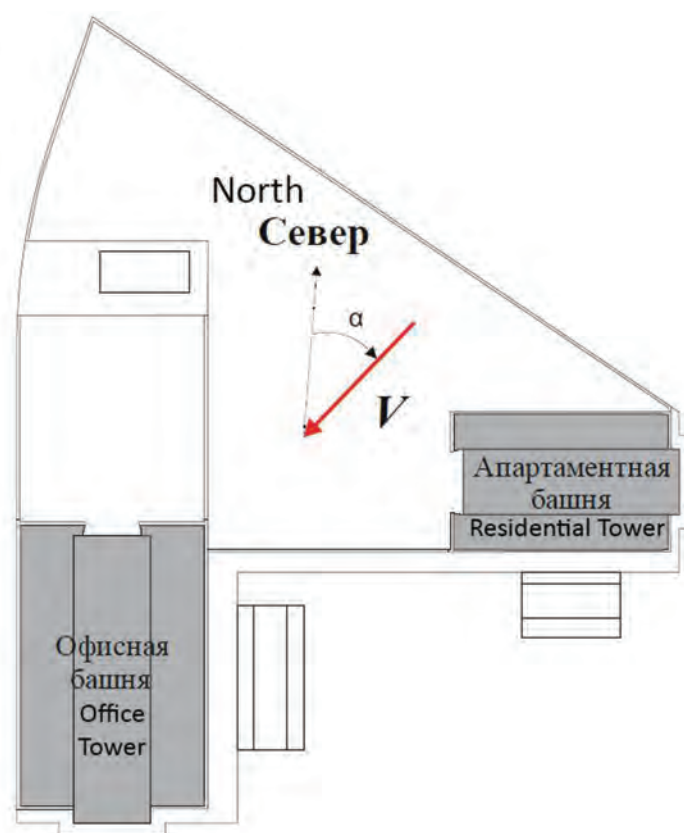 North
Север
α
V
Апартаментная
башня
Residential Tower
Офисная
башня
Office
Tower